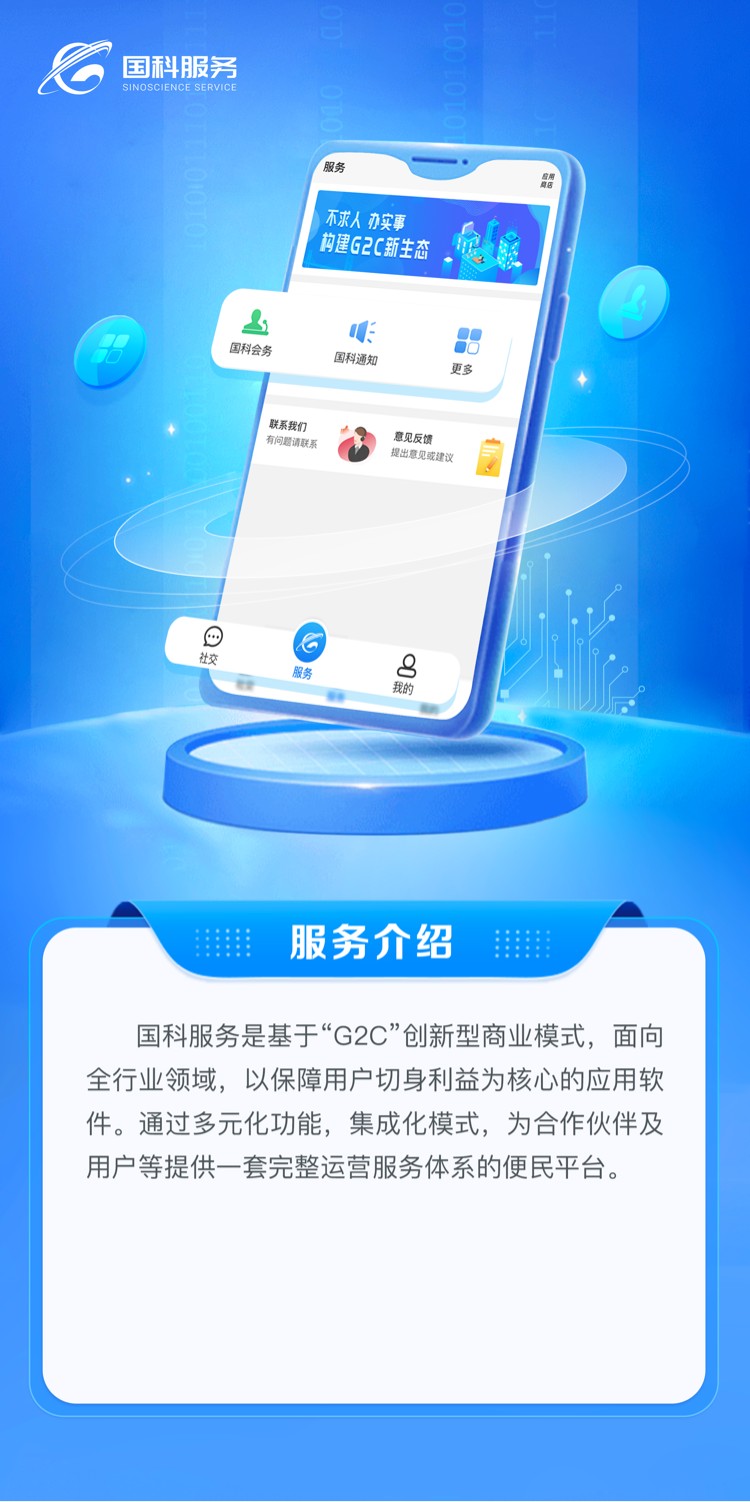 国科服务
SINOSCIENCE SERVICE
服务
应用
商店
不求人 办实事
构建G2C新生态
国科会务
国科通知
更多
联系我们
有问题请联系
意见反馈
提出意见或建议
社交
服务
我的
服务介绍
国科服务是基于“G2C”创新型商业模式，面向
全行业领域，以保障用户切身利益为核心的应用软
件。通过多元化功能，集成化模式，为合作伙伴及
用户等提供一套完整运营服务体系的便民平台。